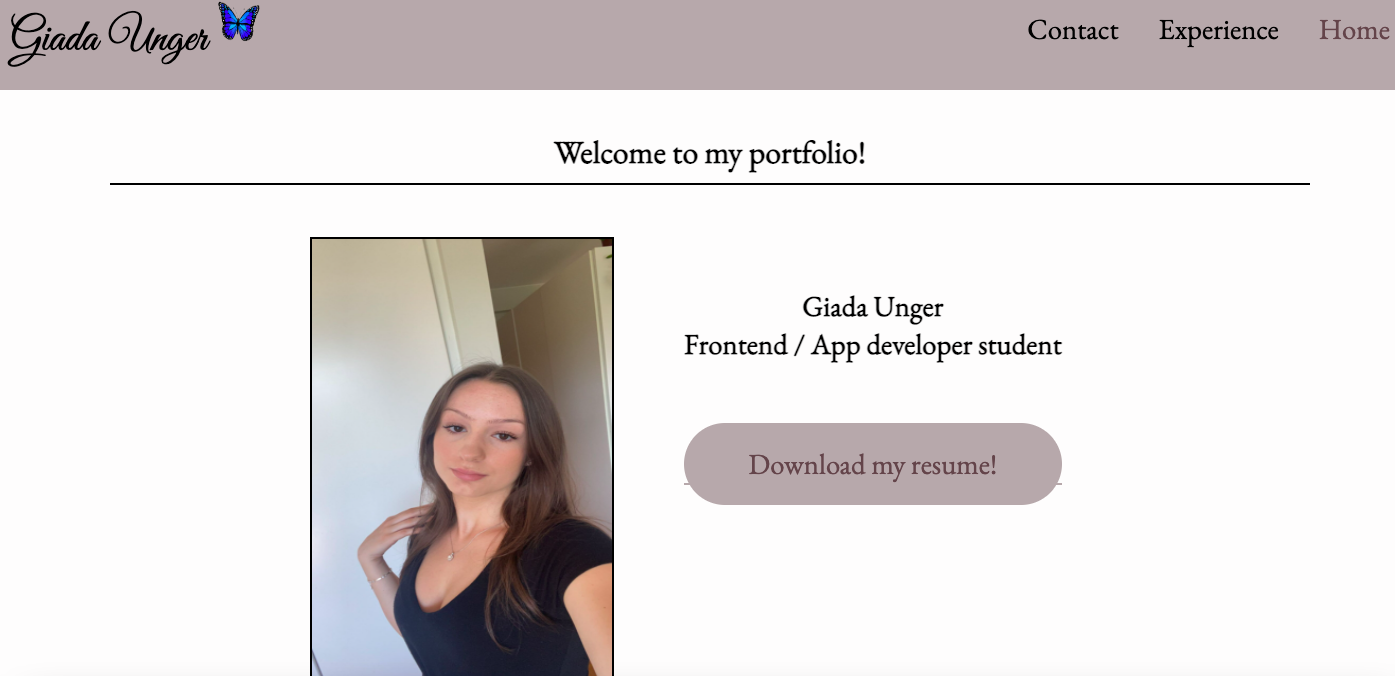 Giada Unger
Contact Experience Home
Welcome to my portfolio!
Giada Unger
Frontend / App developer student
Download my resume!